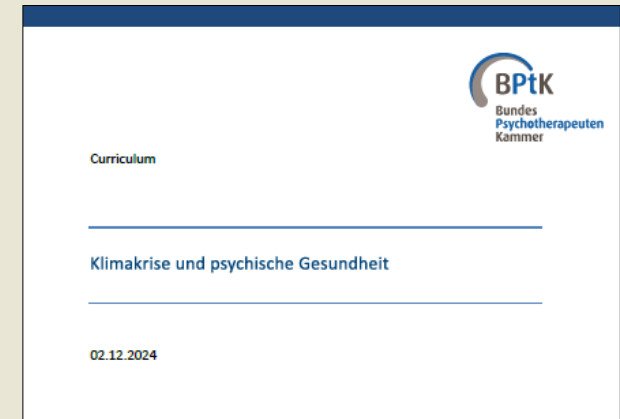 BPtK
Bundes
Psychotherapeuten
Kammer
Curriculum
Klimakrise und psychische Gesundheit
02.12.2024